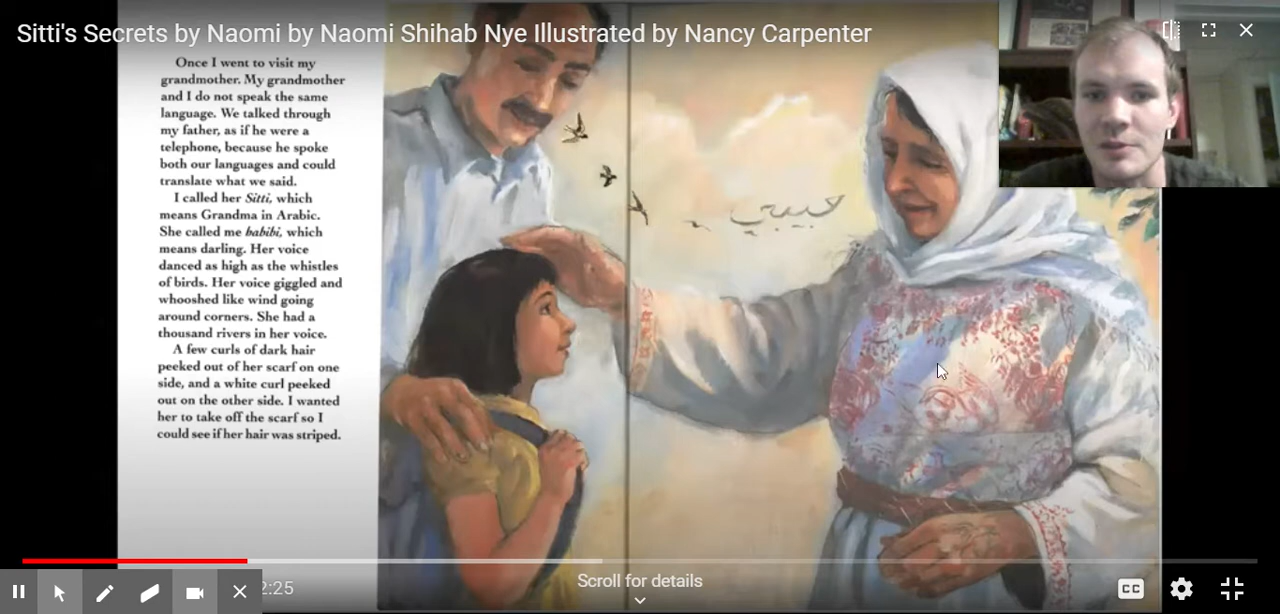 Sitti's Secrets by Naomi by Naomi Shihab Nye Illustrated by Nancy Carpenter
Once I went to visit my
grandmother. My grandmother
and I do not speak the same
language. We talked through
my father, as if he were a
telephone, because he spoke
both our languages and could
translate what we said.
I called her Sitti, which
means Grandma in Arabic.
She called me habibi, which
means darling. Her voice
danced as high as the whistles
of birds. Her voice giggled and
whooshed like wind going
around corners. She had a
thousand rivers in her voice.
A few curls of dark hair
peeked out of her scarf on one
side, and a white curl peeked
out on the other side. I wanted
her to take off the scarf so I
could see if her hair was striped.
حبيبي
2:25
Scroll for details
CC